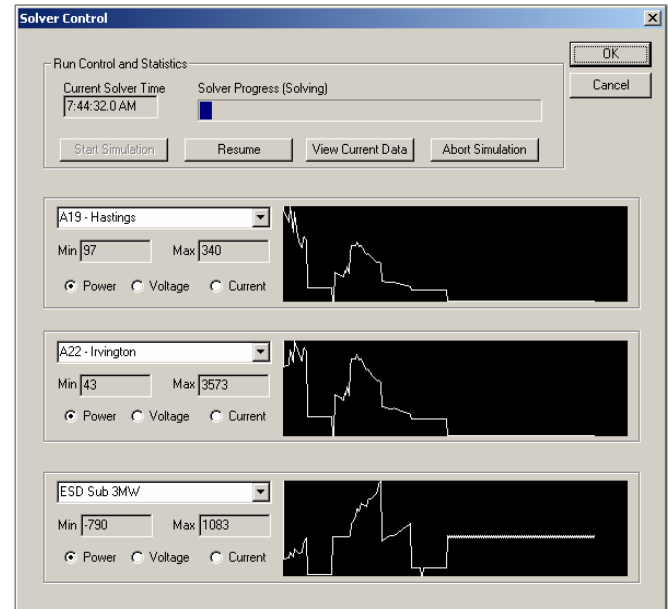 Solver Control
OK
Run Control and Statistics
Cancel
Current Solver Time
Solver Progress (Solving)
7:44:32.0 AM
Start Simulation Resume View Current Data Abort Simulation
A19 - Hastings
Min 97 Max 340
Power Voltage Current
A22 - Irvington
Min 43 Max 3573
Power Voltage Current
ESD Sub 3MW
Min -790 Max 1083
Power Voltage Current